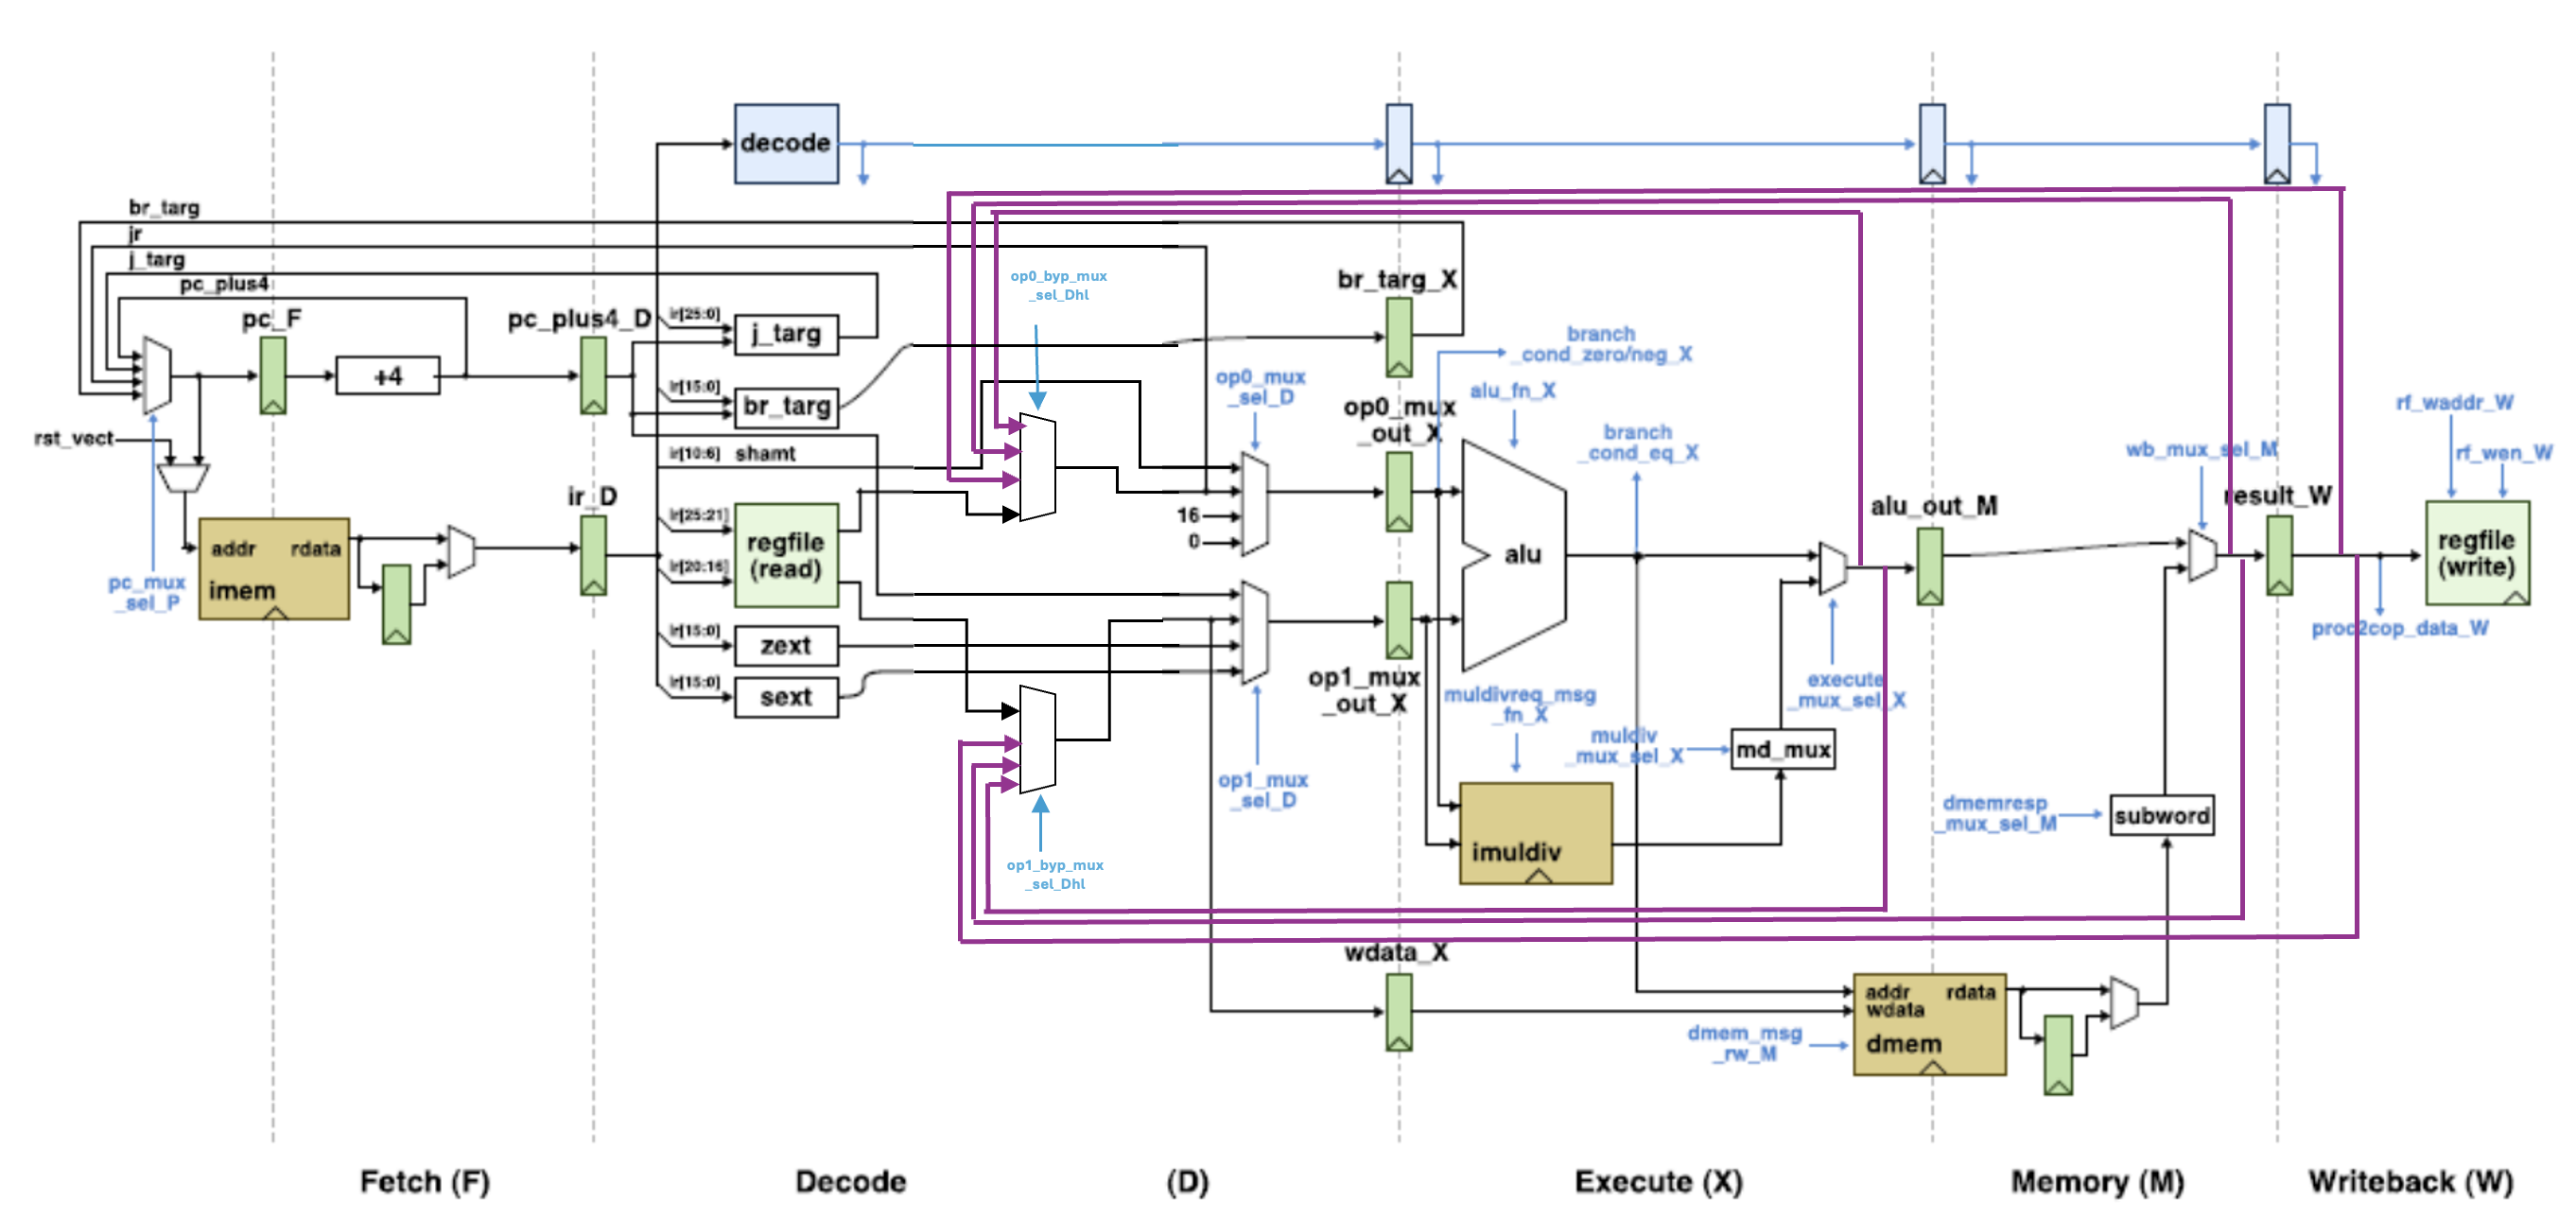 decode
br_targ
jr
j_targ
pc_plus4
op0_byp_mux
_sel_Dhl
br_targ_X
pc_F
pc_plus4_D
ir[25:0]
j_targ
branch
_cond_zero/neg_X
+4
ir[15:0]
br_targ
op0_mux
_sel_D
op0_mux
_out_X
alu_fn_X
rf_waddr_W
rst_vect
ir[10:6] shamt
branch
_cond_eq_X
wb_mux_sel_M
rf_wen_W
ir_D
ir[25:21]
regfile
(read)
ir[20:16]
16
0
alu_out_M
result_W
addr rdata
imem
pc_mux
_sel_P
alu
regfile
(write)
proc2cop_data_W
ir[15:0]
zext
ir[15:0]
sext
op1_mux
_out_X
execute
_mux_sel_X
muldivreq_msg
_fn_X
muldiv
_mux_sel_X
md_mux
op1_mux
_sel_D
op1_byp_mux
_sel_Dhl
imuldiv
dmemresp
_mux_sel_M
subword
wdata_X
addr rdata
wdata
dmem
dmem_msg
_rw_M
Fetch (F)
Decode (D)
Execute (X)
Memory (M)
Writeback (W)